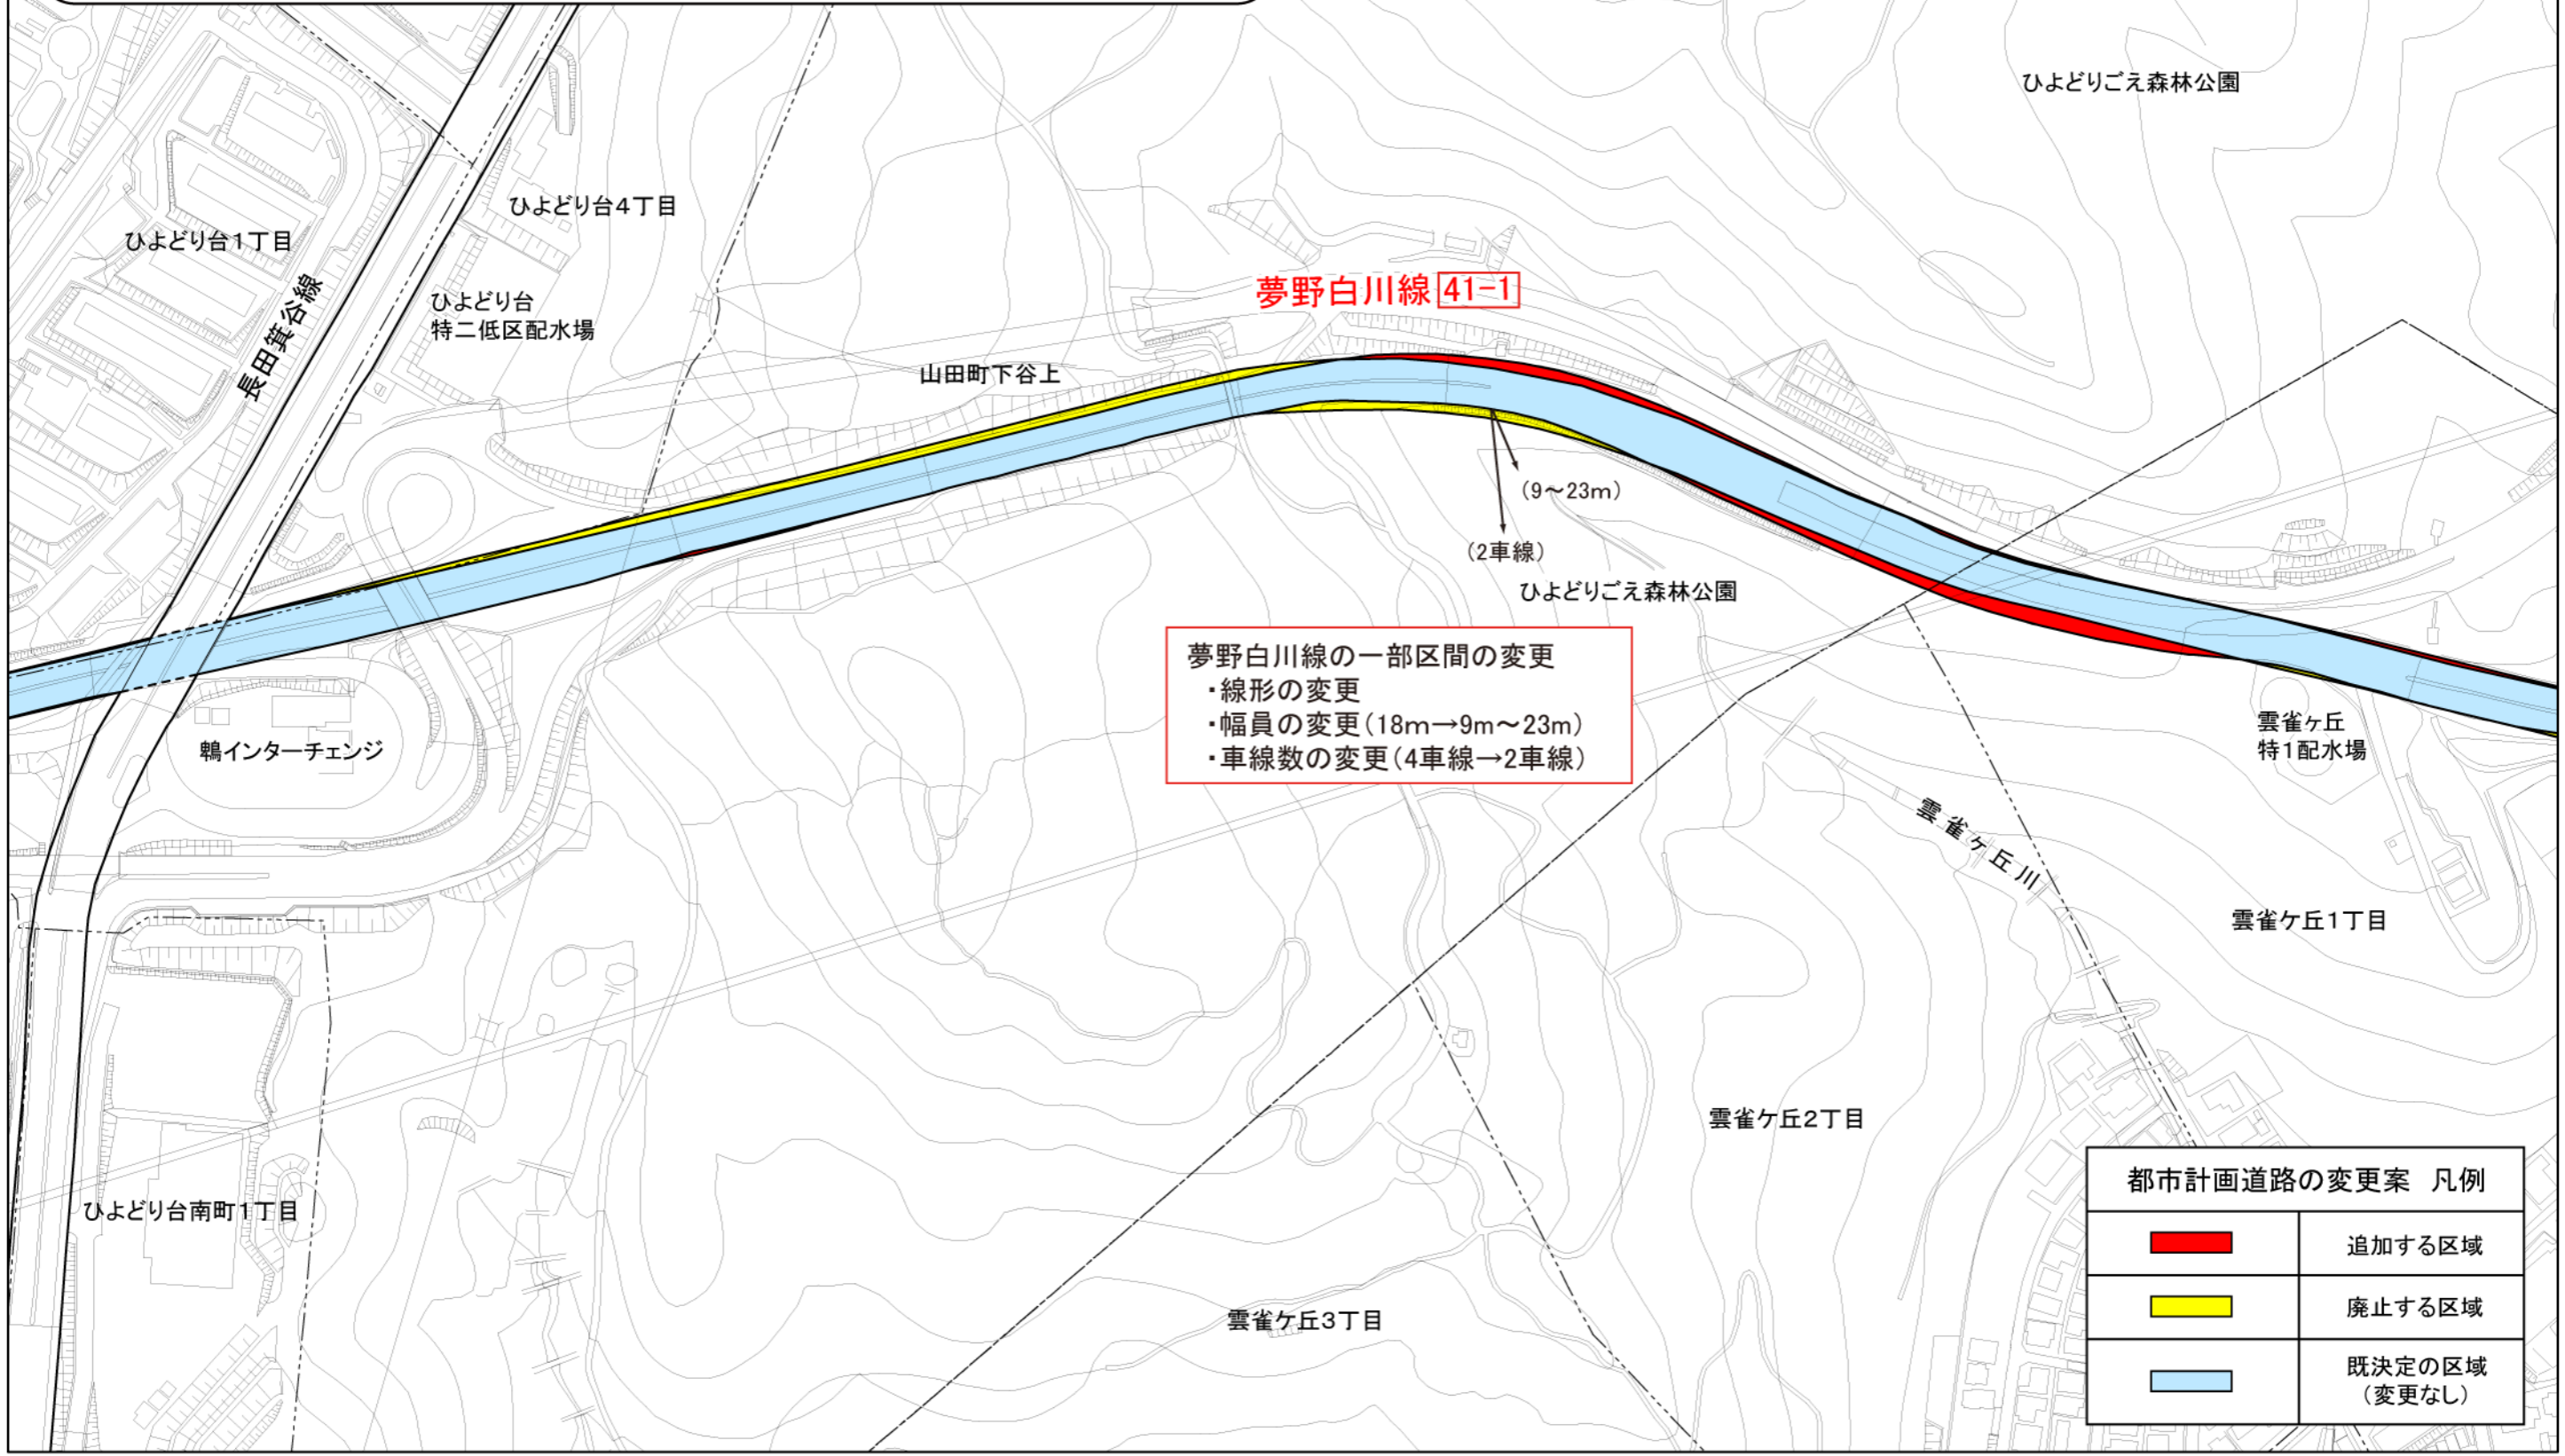 ひよどりごえ森林公園
ひよどり台4丁目
ひよどり台1丁目
長田箕谷線
ひよどり台
特二低区配水場
夢野白川線 41-1
山田町下谷上
(9～23m)
(2車線)
ひよどりごえ森林公園
夢野白川線の一部区間の変更
・線形の変更
・幅員の変更(18m→9m～23m)
・車線数の変更(4車線→2車線)
鵯インターチェンジ
雲雀ヶ丘
特1配水場
雲雀ヶ丘川
雲雀ケ丘1丁目
雲雀ケ丘2丁目
ひよどり台南町1丁目
雲雀ケ丘3丁目
都市計画道路の変更案 凡例
追加する区域
廃止する区域
既決定の区域
(変更なし)